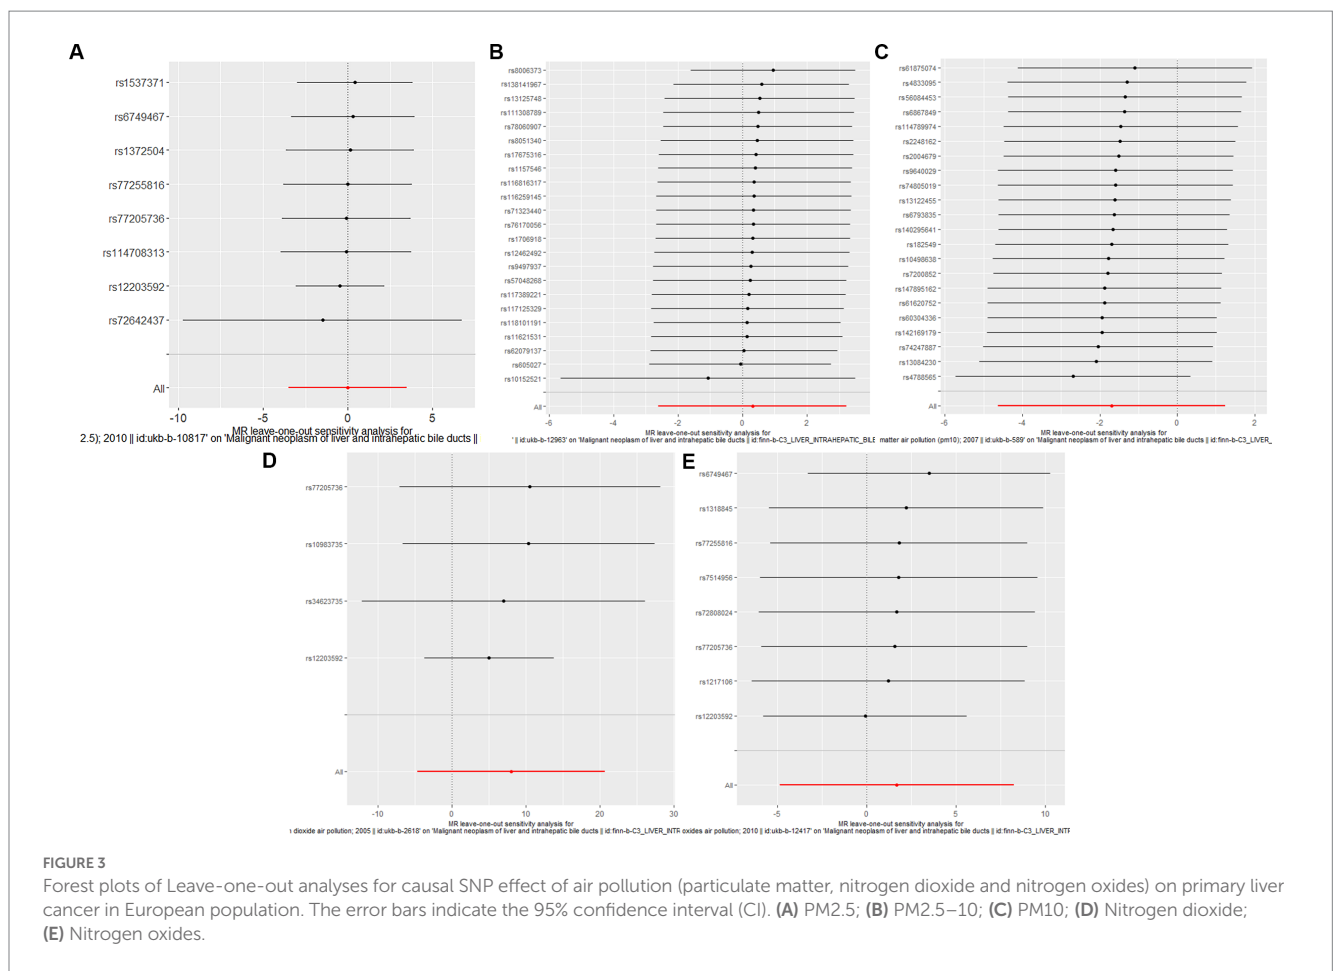 A
rs1537371
rs6749467
rs1372504
rs77255816
rs77205736
rs114708313
rs12203592
rs72642437
All
-10
-5
0
5
MR leave-one-out sensitivity analysis for
2.5); 2010 || id:ukb-b-10817' on 'Malignant neoplasm of liver and intrahepatic bile ducts ||
B
rs8006373
rs138141967
rs13125748
rs111308789
rs78060907
rs8051340
rs17675316
rs1157546
rs116816317
rs116259145
rs71323440
rs76170056
rs1706918
rs12462492
rs9497937
rs57048268
rs117389221
rs117125329
rs118101191
rs11621531
rs62079137
rs605027
rs10152521
All
-6
-4
-2
0
2
MR leave-one-out sensitivity analysis for
' || id:ukb-b-12963' on 'Malignant neoplasm of liver and intrahepatic bile ducts || id:finn-b-C3_LIVER_INTRAHEPATIC_BILE
C
rs61875074
rs4833095
rs56084453
rs6867849
rs114789974
rs2248162
rs2004679
rs9640029
rs74805019
rs13122455
rs6793835
rs140295641
rs182549
rs10498638
rs7200852
rs147895162
rs61620752
rs60304336
rs142169179
rs74247887
rs13084230
rs4788565
All
-6
-4
-2
0
2
MR leave-one-out sensitivity analysis for
matter air pollution (pm10); 2007 || id:ukb-b-589' on 'Malignant neoplasm of liver and intrahepatic bile ducts || id:finn-b-C3_LIVER_
D
rs77205736
rs10983735
rs34623735
rs12203592
All
-10
0
10
20
30
MR leave-one-out sensitivity analysis for
dioxide air pollution; 2005 || id:ukb-b-2618' on 'Malignant neoplasm of liver and intrahepatic bile ducts || id:finn-b-C3_LIVER_INTR
E
rs6749467
rs1318845
rs77255816
rs7514956
rs72808024
rs77205736
rs1217106
rs12203592
All
-5
0
5
10
MR leave-one-out sensitivity analysis for
oxides air pollution; 2010 || id:ukb-b-12417' on 'Malignant neoplasm of liver and intrahepatic bile ducts || id:finn-b-C3_LIVER_INT
FIGURE 3
Forest plots of Leave-one-out analyses for causal SNP effect of air pollution (particulate matter, nitrogen dioxide and nitrogen oxides) on primary liver
cancer in European population. The error bars indicate the 95% confidence interval (CI). (A) PM2.5; (B) PM2.5–10; (C) PM10; (D) Nitrogen dioxide;
(E) Nitrogen oxides.